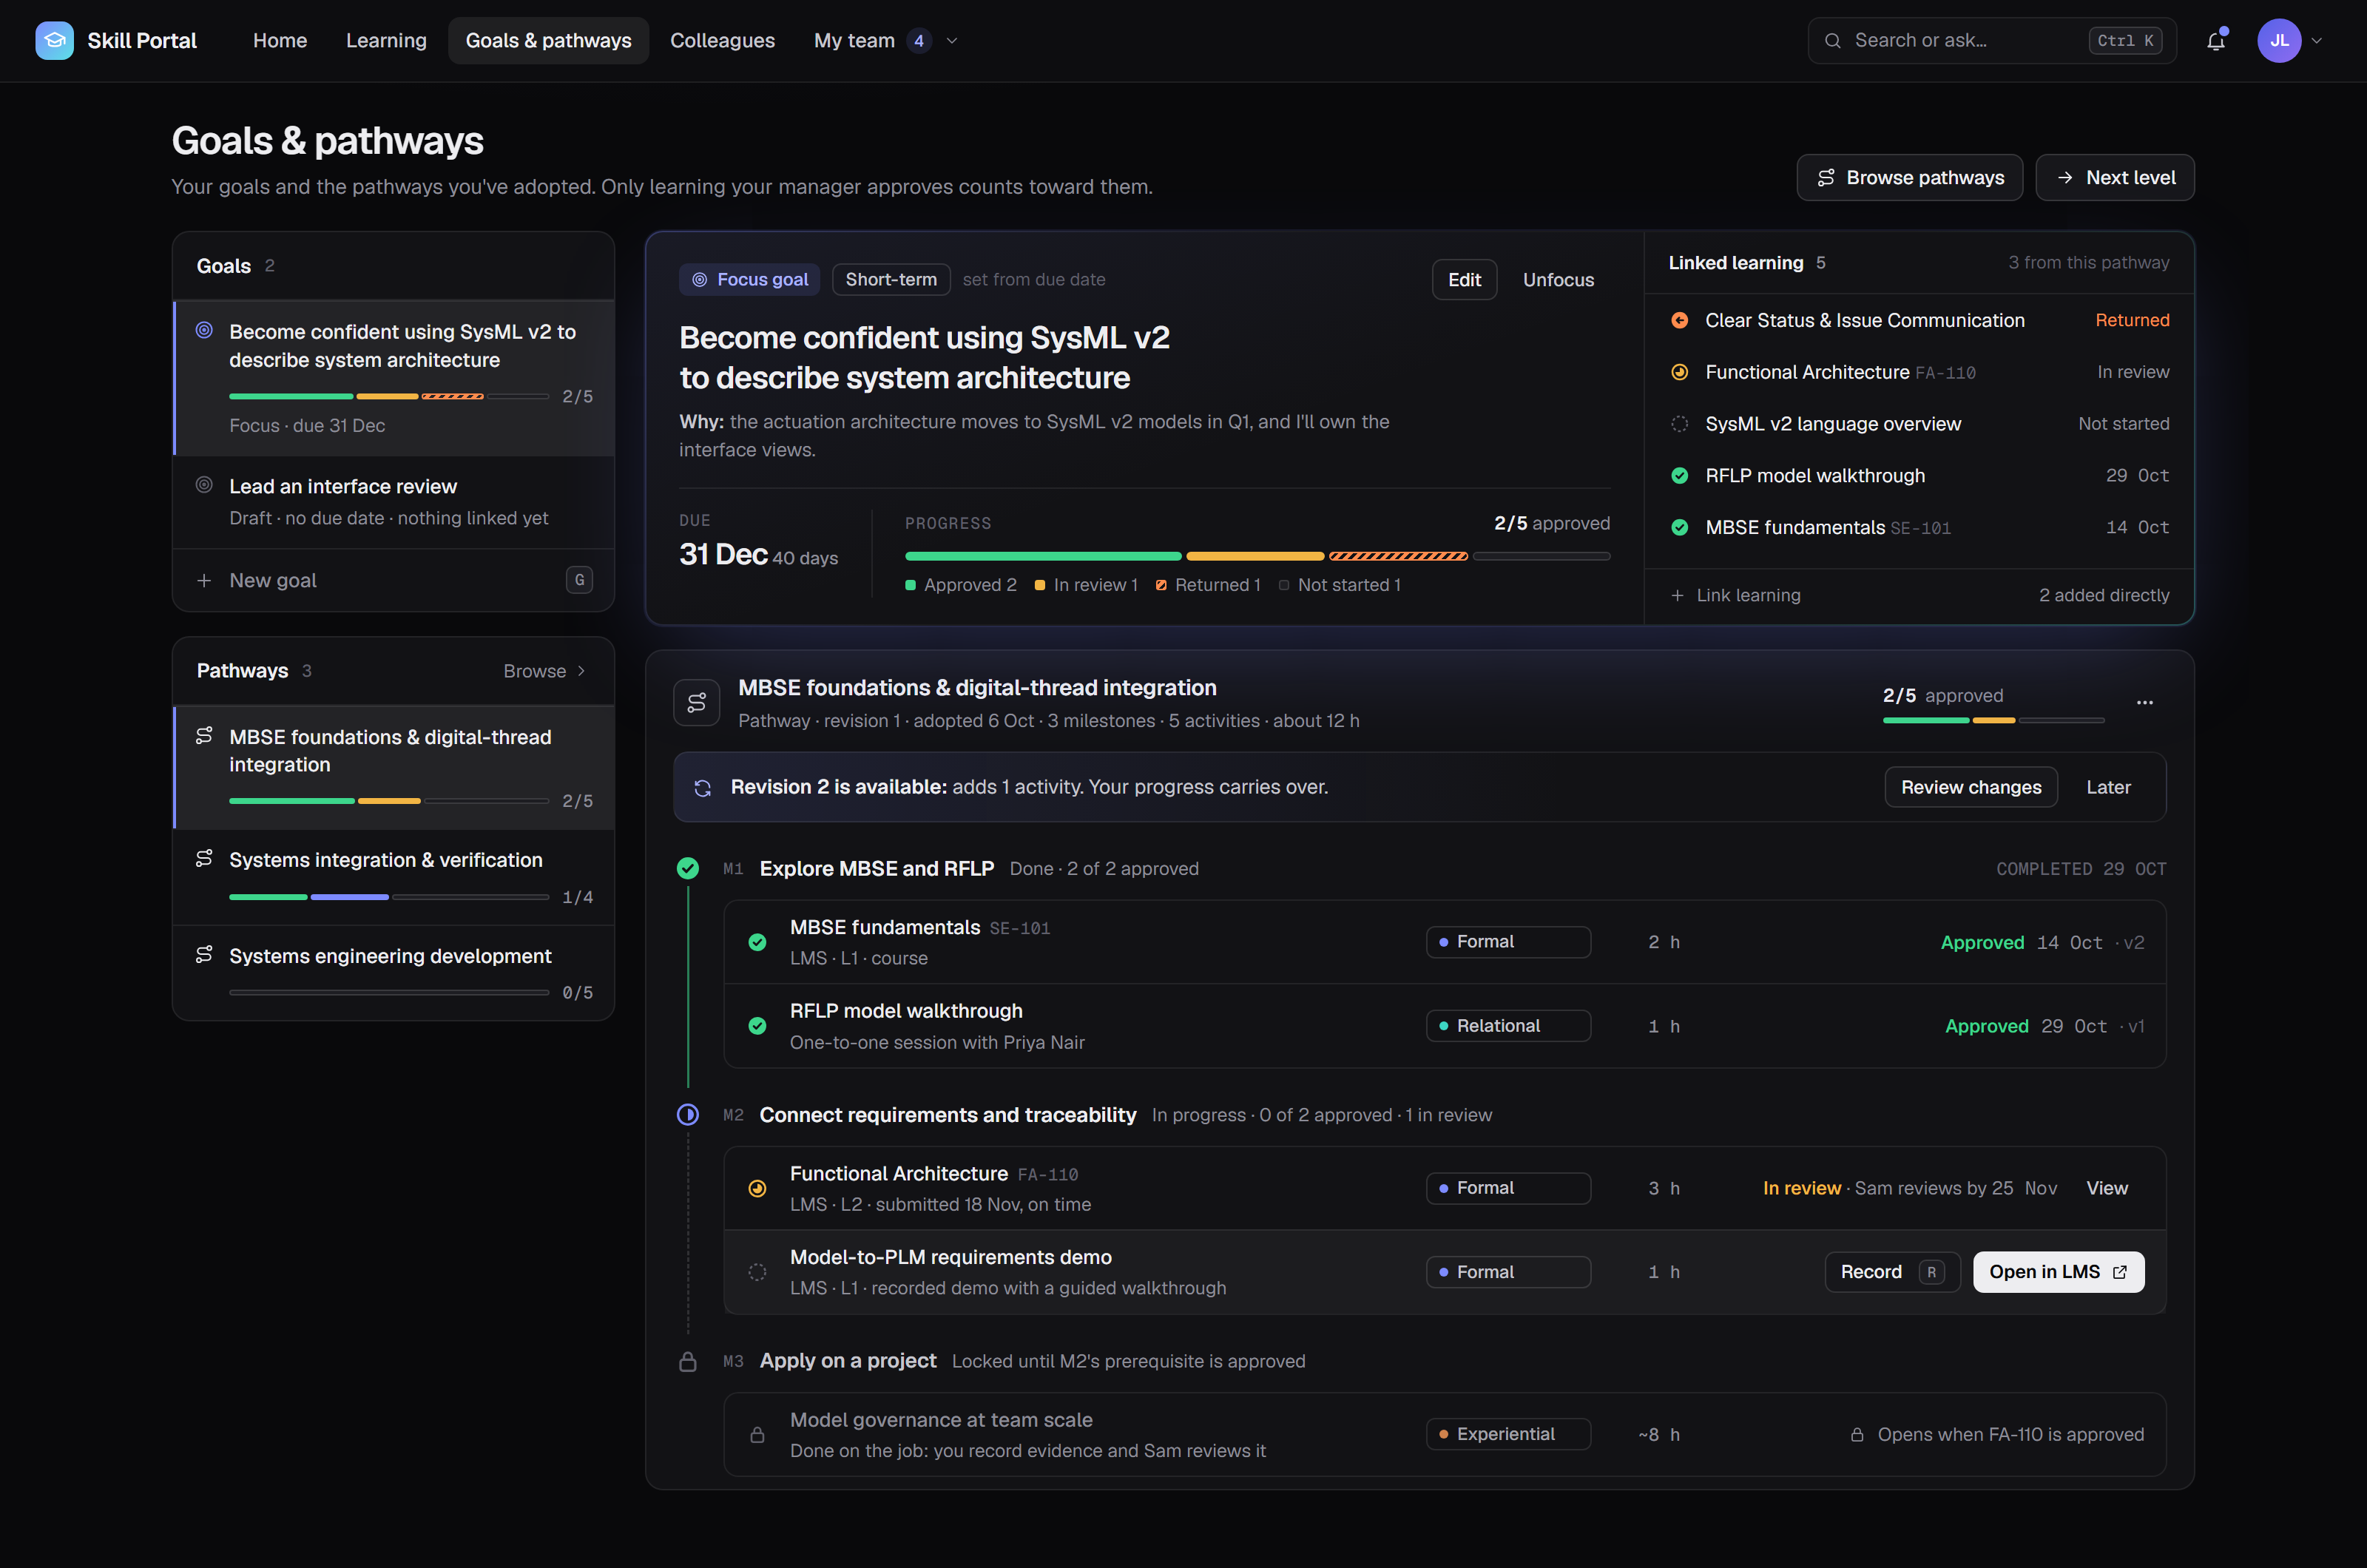 Skill Portal
Home
Learning
Goals & pathways
Colleagues
My team 4
Search or ask...
Ctrl K
JL
Goals & pathways
Your goals and the pathways you've adopted. Only learning your manager approves counts toward them.
Browse pathways
Next level
Goals 2
Become confident using SysML v2 to
describe system architecture
2/5
Focus · due 31 Dec
Lead an interface review
Draft · no due date · nothing linked yet
New goal
G
Pathways 3
Browse
MBSE foundations & digital-thread
integration
2/5
Systems integration & verification
1/4
Systems engineering development
0/5
Focus goal
Short-term
set from due date
Edit
Unfocus
Become confident using SysML v2
to describe system architecture
Why: the actuation architecture moves to SysML v2 models in Q1, and I'll own the
interface views.
DUE
31 Dec 40 days
PROGRESS
2/5 approved
Approved 2
In review 1
Returned 1
Not started 1
Linked learning 5
3 from this pathway
Clear Status & Issue Communication
Returned
Functional Architecture FA-110
In review
SysML v2 language overview
Not started
RFLP model walkthrough
29 Oct
MBSE fundamentals SE-101
14 Oct
Link learning
2 added directly
MBSE foundations & digital-thread integration
Pathway · revision 1 · adopted 6 Oct · 3 milestones · 5 activities · about 12 h
2/5 approved
Revision 2 is available: adds 1 activity. Your progress carries over.
Review changes
Later
M1 Explore MBSE and RFLP Done · 2 of 2 approved
COMPLETED 29 OCT
MBSE fundamentals SE-101
LMS · L1 · course
Formal
2 h
Approved 14 Oct · v2
RFLP model walkthrough
One-to-one session with Priya Nair
Relational
1 h
Approved 29 Oct · v1
M2 Connect requirements and traceability In progress · 0 of 2 approved · 1 in review
Functional Architecture FA-110
LMS · L2 · submitted 18 Nov, on time
Formal
3 h
In review · Sam reviews by 25 Nov
View
Model-to-PLM requirements demo
LMS · L1 · recorded demo with a guided walkthrough
Formal
1 h
Record R
Open in LMS
M3 Apply on a project Locked until M2's prerequisite is approved
Model governance at team scale
Done on the job: you record evidence and Sam reviews it
Experiential
~8 h
Opens when FA-110 is approved